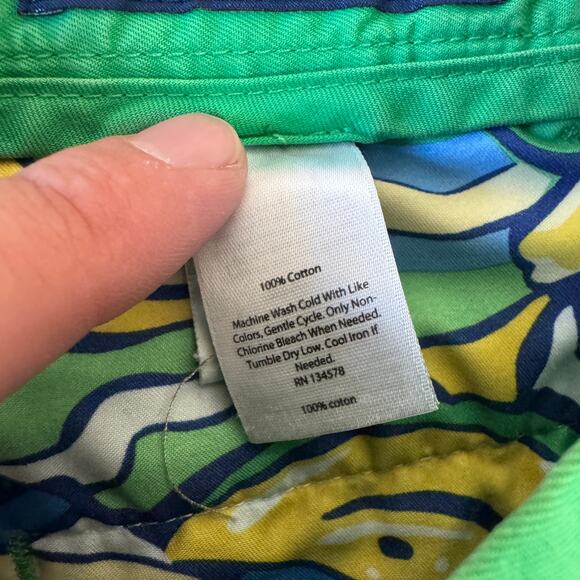 100% Cotton
Machine Wash Cold With Like
Colors, Gentle Cycle. Only Non-
Chlorine Bleach When Needed.
Tumble Dry Low. Cool Iron If
Needed.
RN 134578
100% coton